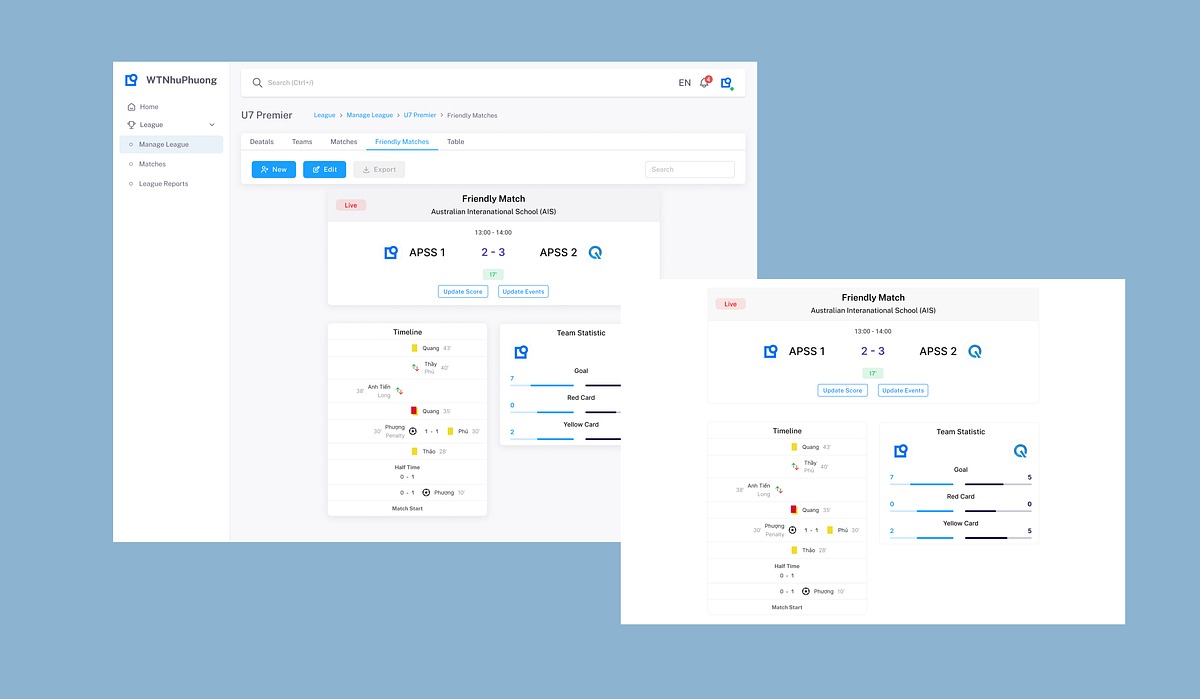 WTNhuPhuong
Home
League
Manage League
Matches
League Reports
Search (Ctrl+/)
EN
4
U7 Premier
League > Manage League > U7 Premier > Friendly Matches
Deatals Teams Matches Friendly Matches Table
New Edit Export Search
Live
Friendly Match
Australian Interanational School (AIS)
13:00 - 14:00
APSS 1 2 - 3 APSS 2
17'
Update Score Update Events
Timeline
Quang 43'
Thầy 40'
Phú
38' Anh Tiến
Long
Quang 35'
30' Phượng 1 - 1 Phú 30'
Penalty
Thảo 28'
Half Time
0 - 1
0 - 1 Phương 10'
Match Start
Team Statistic
Goal
7
Red Card
0
Yellow Card
2
Live
Friendly Match
Australian Interanational School (AIS)
13:00 - 14:00
APSS 1 2 - 3 APSS 2
17'
Update Score Update Events
Timeline
Quang 43'
Thầy 40'
Phú
38' Anh Tiến
Long
Quang 35'
30' Phượng 1 - 1 Phú 30'
Penalty
Thảo 28'
Half Time
0 - 1
0 - 1 Phương 10'
Match Start
Team Statistic
Goal
7 5
Red Card
0 0
Yellow Card
2 5